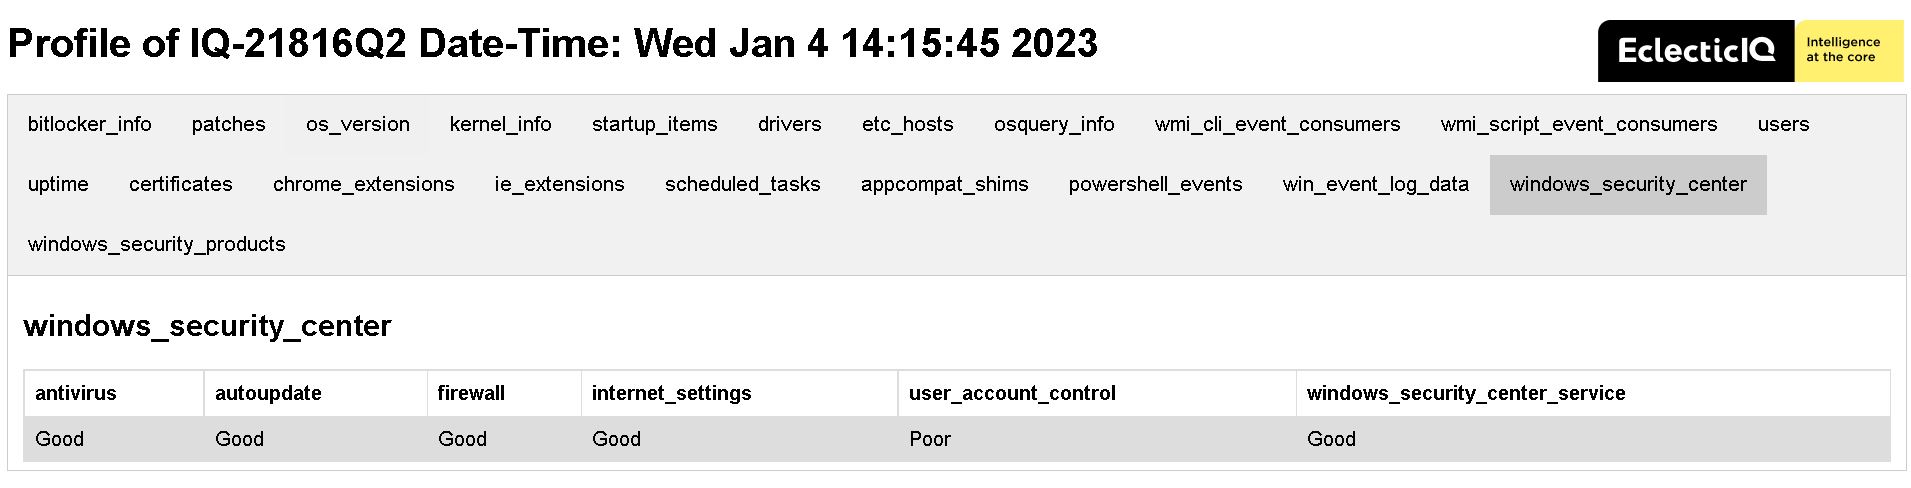 Profile of IQ-21816Q2 Date-Time: Wed Jan 4 14:15:45 2023
EclecticIQ
Intelligence
at the core
bitlocker_info patches os_version kernel_info startup_items drivers etc_hosts osquery_info wmi_cli_event_consumers wmi_script_event_consumers users
uptime certificates chrome_extensions ie_extensions scheduled_tasks appcompat_shims powershell_events win_event_log_data windows_security_center
windows_security_products
windows_security_center
antivirus autoupdate firewall internet_settings user_account_control windows_security_center_service
Good Good Good Good Poor Good